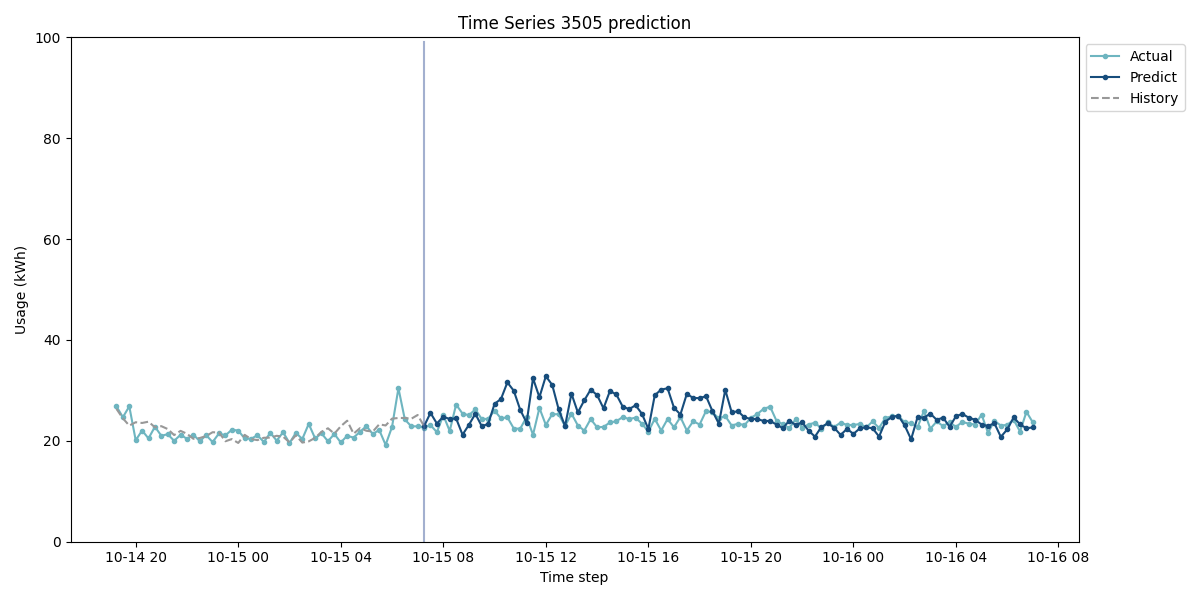 Time Series 3505 prediction
Usage (kWh)
100
80
60
40
20
0
10-14 20
10-15 00
10-15 04
10-15 08
10-15 12
10-15 16
10-15 20
10-16 00
10-16 04
10-16 08
Time step
Actual
Predict
History